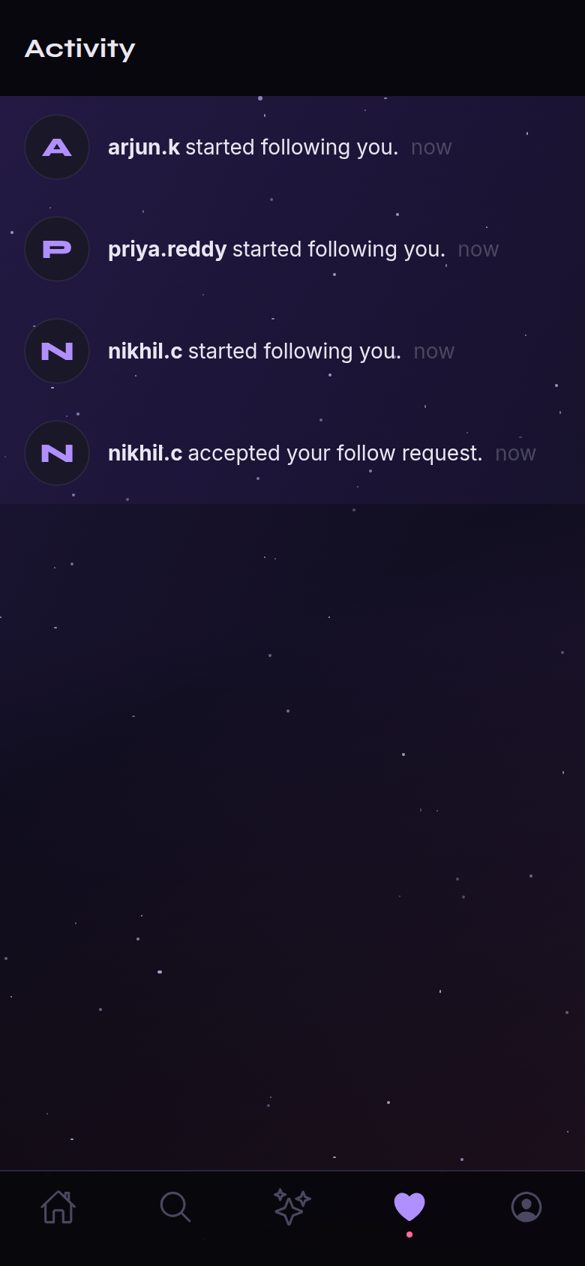 Activity
A arjun.k started following you. now
P priya.reddy started following you. now
N nikhil.c started following you. now
N nikhil.c accepted your follow request. now